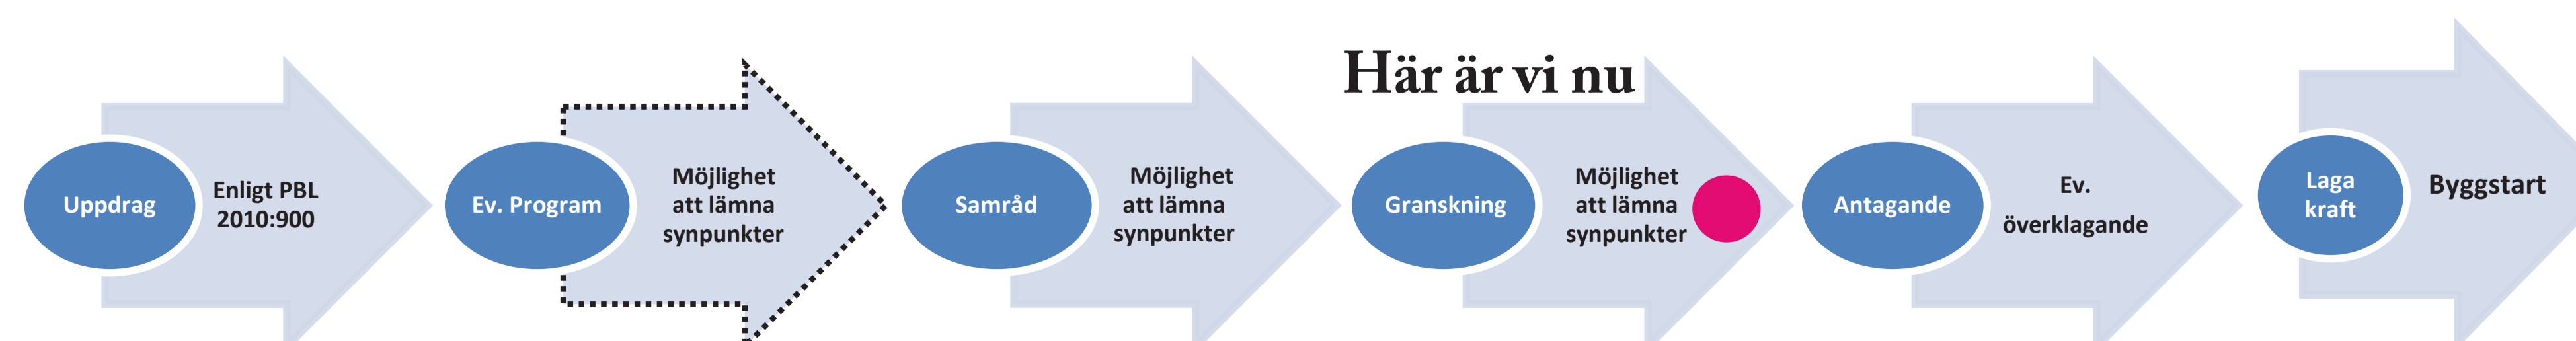 Här är vi nu
Uppdrag
Enligt PBL
2010:900
Ev. Program
Möjlighet
att lämna
synpunkter
Samråd
Möjlighet
att lämna
synpunkter
Granskning
Möjlighet
att lämna
synpunkter
Antagande
Ev.
överklagande
Laga
kraft
Byggstart